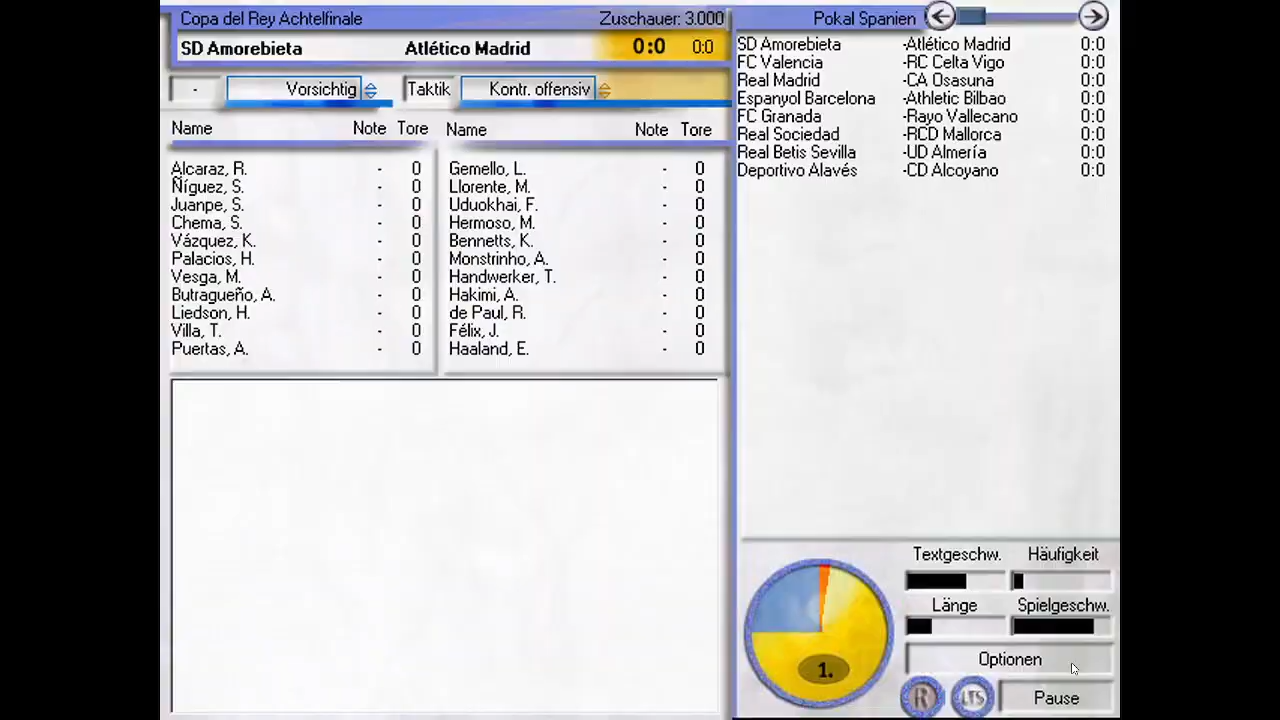 Copa del Rey Achtelfinale Zuschauer: 3.000
SD Amorebieta Atlético Madrid 0:0 0:0
- Vorsichtig Taktik Kontr. offensiv
Name Note Tore Name Note Tore
Alcaraz, R. - 0 Gemello, L. - 0
Ñíguez, S. - 0 Llorente, M. - 0
Juanpe, S. - 0 Uduokhai, F. - 0
Chema, S. - 0 Hermoso, M. - 0
Vázquez, K. - 0 Bennetts, K. - 0
Palacios, H. - 0 Monstrinho, A. - 0
Vesga, M. - 0 Handwerker, T. - 0
Butragueño, A. - 0 Hakimi, A. - 0
Liedson, H. - 0 de Paul, R. - 0
Villa, T. - 0 Félix, J. - 0
Puertas, A. - 0 Haaland, E. - 0
Pokal Spanien
SD Amorebieta -Atlético Madrid 0:0
FC Valencia -RC Celta Vigo 0:0
Real Madrid -CA Osasuna 0:0
Espanyol Barcelona -Athletic Bilbao 0:0
FC Granada -Rayo Vallecano 0:0
Real Sociedad -RCD Mallorca 0:0
Real Betis Sevilla -UD Almería 0:0
Deportivo Alavés -CD Alcoyano 0:0
Textgeschw. Häufigkeit
Länge Spielgeschw.
1.
Optionen
R LTS Pause